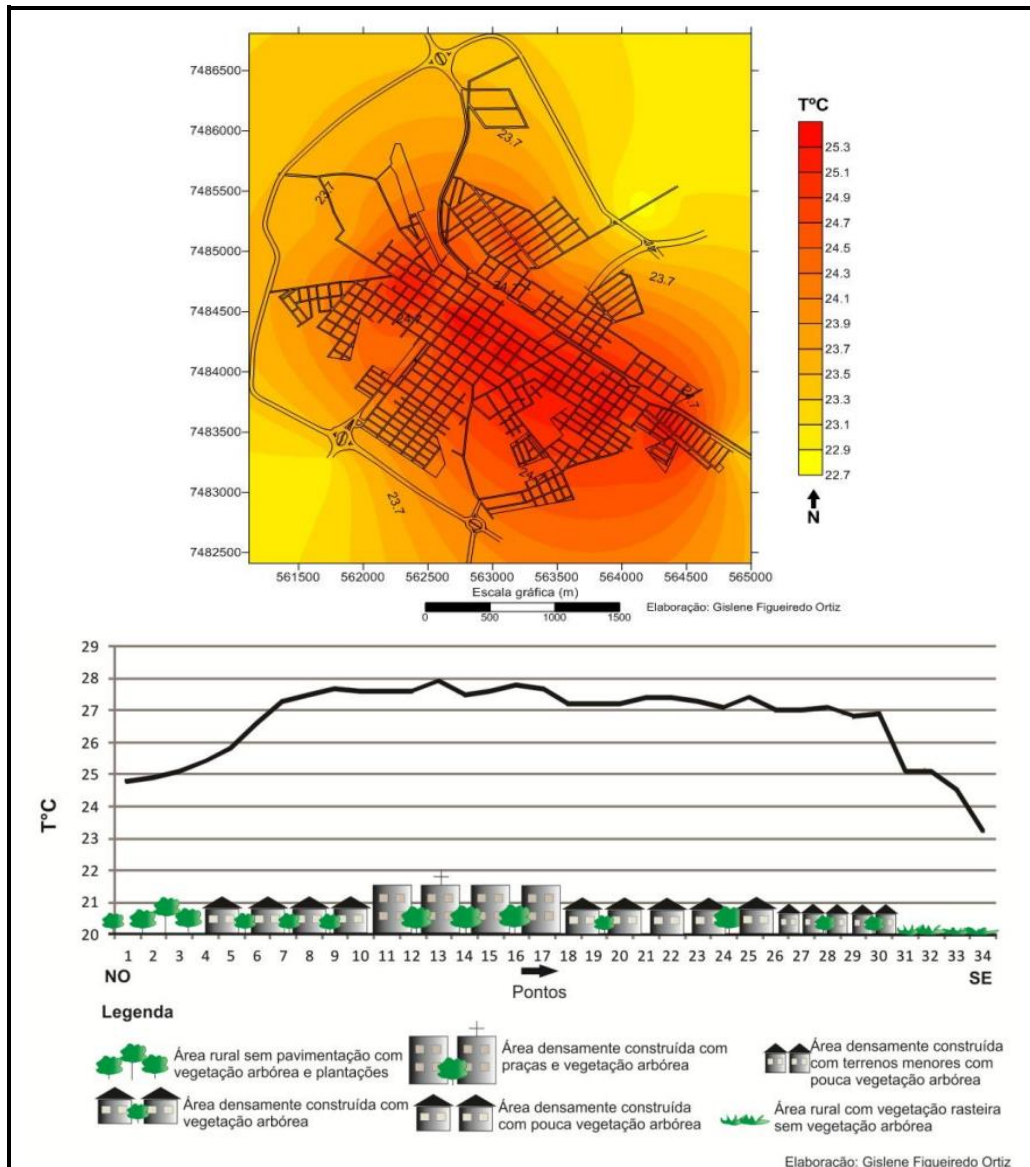 7486500
7486000
7485500
7485000
7484500
7484000
7483500
7483000
7482500
23.7
23.7
23.7
23.7
561500 562000 562500 563000 563500 564000 564500 565000
Escala gráfica (m)
0 500 1000 1500
Elaboração: Gislene Figueiredo Ortiz
TºC
25.3
25.1
24.9
24.7
24.5
24.3
24.1
23.9
23.7
23.5
23.3
23.1
22.9
22.7
N
TºC
29
28
27
26
25
24
23
22
21
20
1 2 3 4 5 6 7 8 9 10 11 12 13 14 15 16 17 18 19 20 21 22 23 24 25 26 27 28 29 30 31 32 33 34
NO
SE
Pontos
Legenda
Área rural sem pavimentação com
vegetação arbórea e plantações
Área densamente construída com
praças e vegetação arbórea
Área densamente construída
com terrenos menores com
pouca vegetação arbórea
Área densamente construída com
vegetação arbórea
Área densamente construída
com pouca vegetação arbórea
Área rural com vegetação rasteira
sem vegetação arbórea
Elaboração: Gislene Figueiredo Ortiz